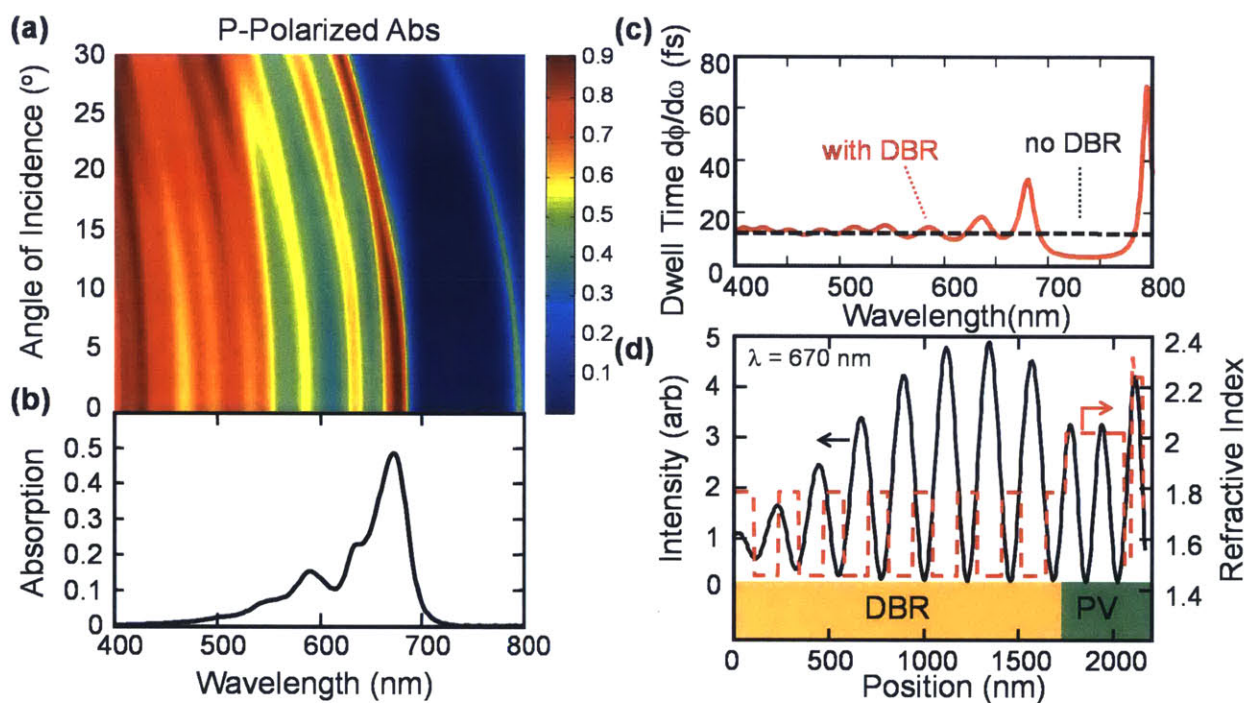 (a)
P-Polarized Abs
Angle of Incidence (º)
30
25
20
15
10
5
0
0.9
0.8
0.7
0.6
0.5
0.4
0.3
0.2
0.1
(b)
Absorption
0.5
0.4
0.3
0.2
0.1
0
400 500 600 700 800
Wavelength (nm)
(c)
Dwell Time dϕ/dω (fs)
80
60
40
20
0
with DBR
no DBR
400 450 500 550 600 650 700 800
Wavelength(nm)
(d)
λ = 670 nm
Intensity (arb)
5
4
3
2
1
0
2.4
2.2
2.0
1.8
1.6
1.4
Refractive Index
DBR PV
0 500 1000 1500 2000
Position (nm)